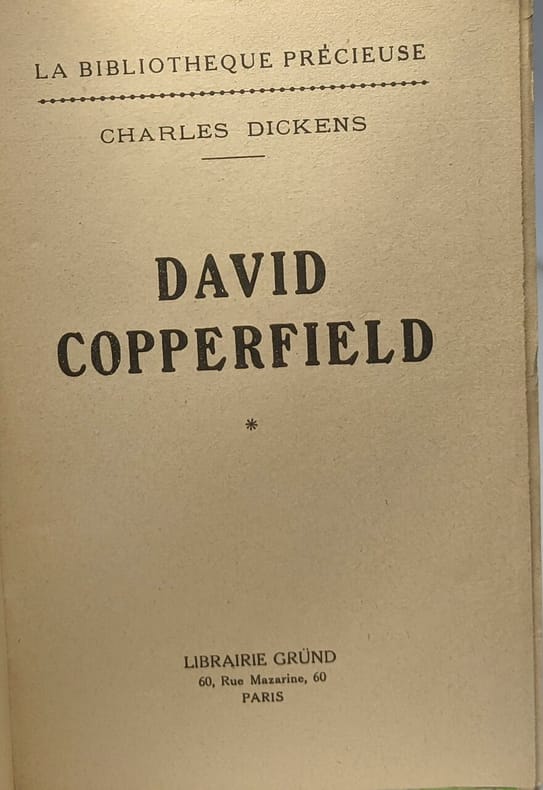 LA BIBLIOTHEQUE PRÉCIEUSE
CHARLES DICKENS
DAVID
COPPERFIELD
*
LIBRAIRIE GRÜND
60, Rue Mazarine, 60
PARIS